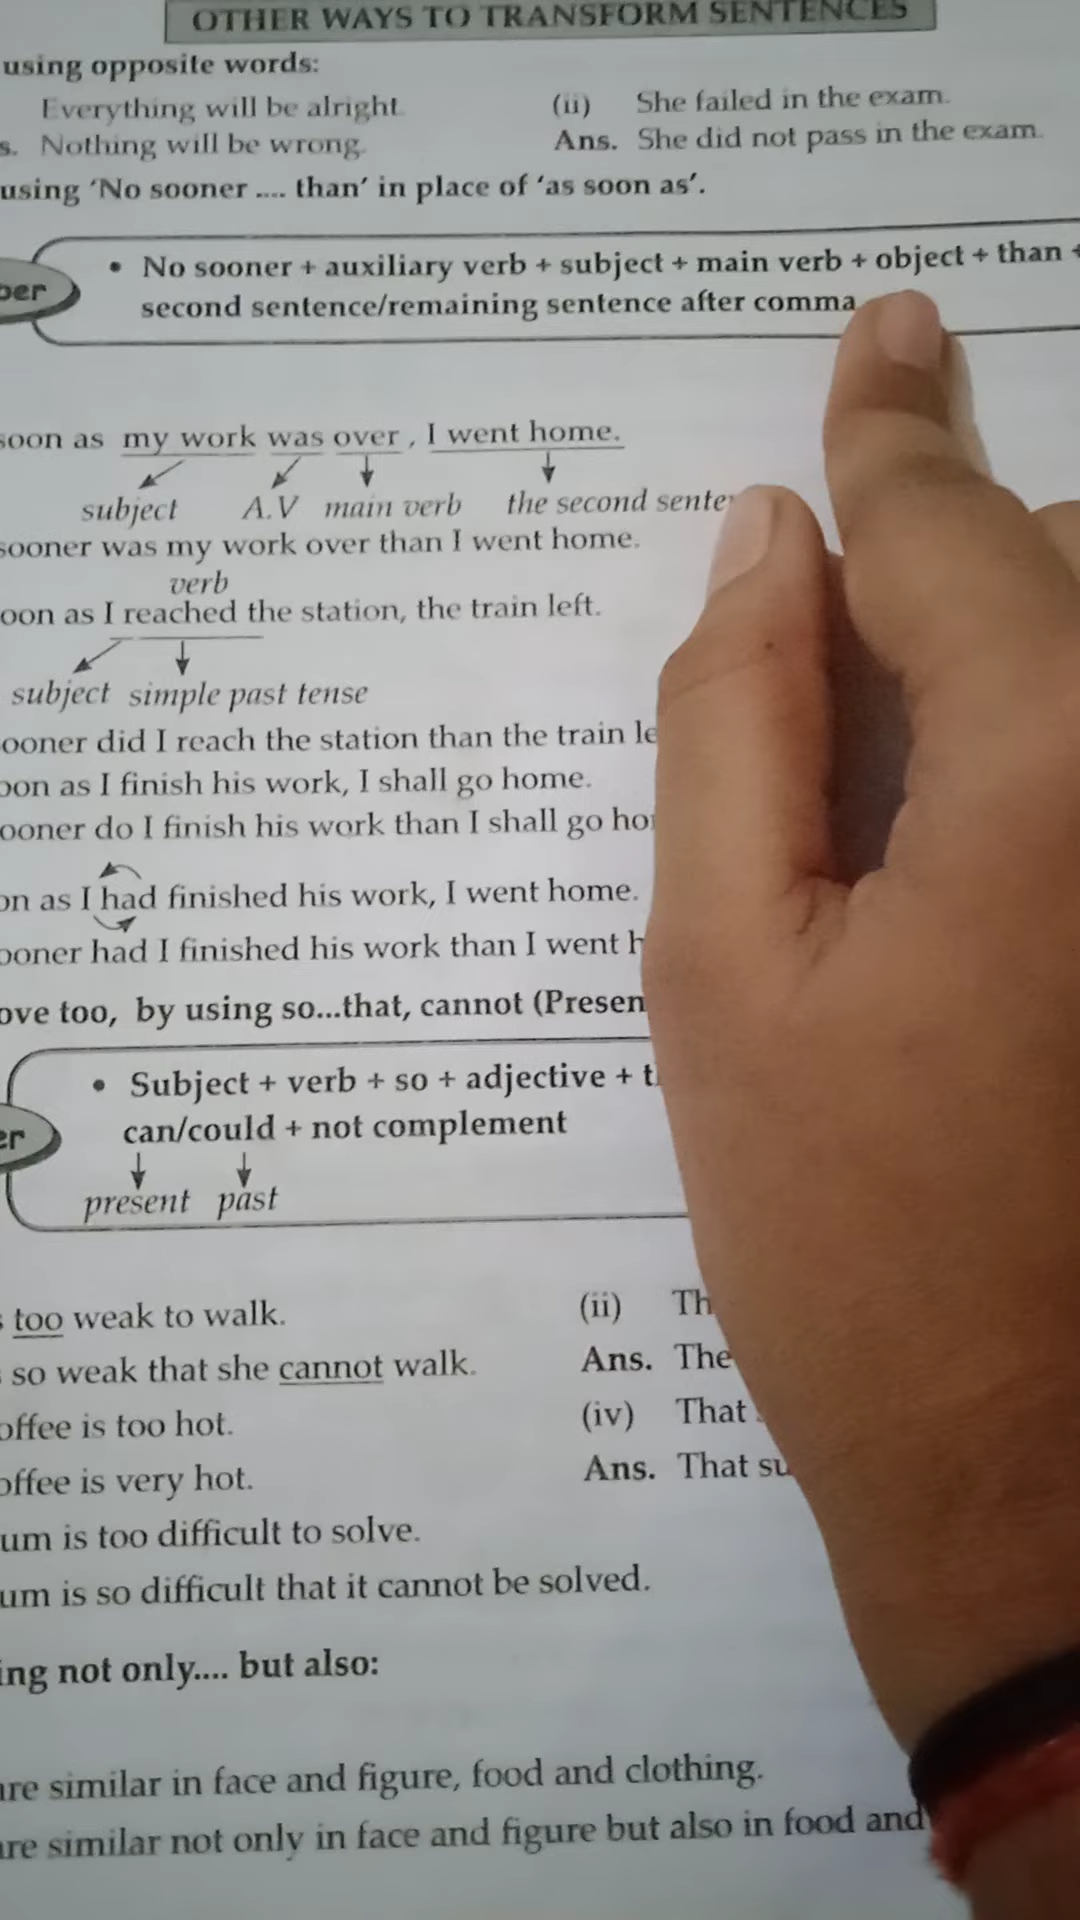 OTHER WAYS TO TRANSFORM SENTENCES
using opposite words:
Everything will be alright. (ii) She failed in the exam.
s. Nothing will be wrong. Ans. She did not pass in the exam.
using ‘No sooner .... than’ in place of ‘as soon as’.
ber
• No sooner + auxiliary verb + subject + main verb + object + than +
second sentence/remaining sentence after comma
soon as my work was over , I went home.
subject A.V main verb the second sente
sooner was my work over than I went home.
verb
oon as I reached the station, the train left.
subject simple past tense
ooner did I reach the station than the train le
oon as I finish his work, I shall go home.
ooner do I finish his work than I shall go ho
on as I had finished his work, I went home.
ooner had I finished his work than I went h
ove too, by using so...that, cannot (Presen
• Subject + verb + so + adjective + t
er can/could + not complement
present past
s too weak to walk. (ii) Th
so weak that she cannot walk. Ans. The
offee is too hot. (iv) That
offee is very hot. Ans. That su
um is too difficult to solve.
um is so difficult that it cannot be solved.
ing not only.... but also:
are similar in face and figure, food and clothing.
are similar not only in face and figure but also in food and